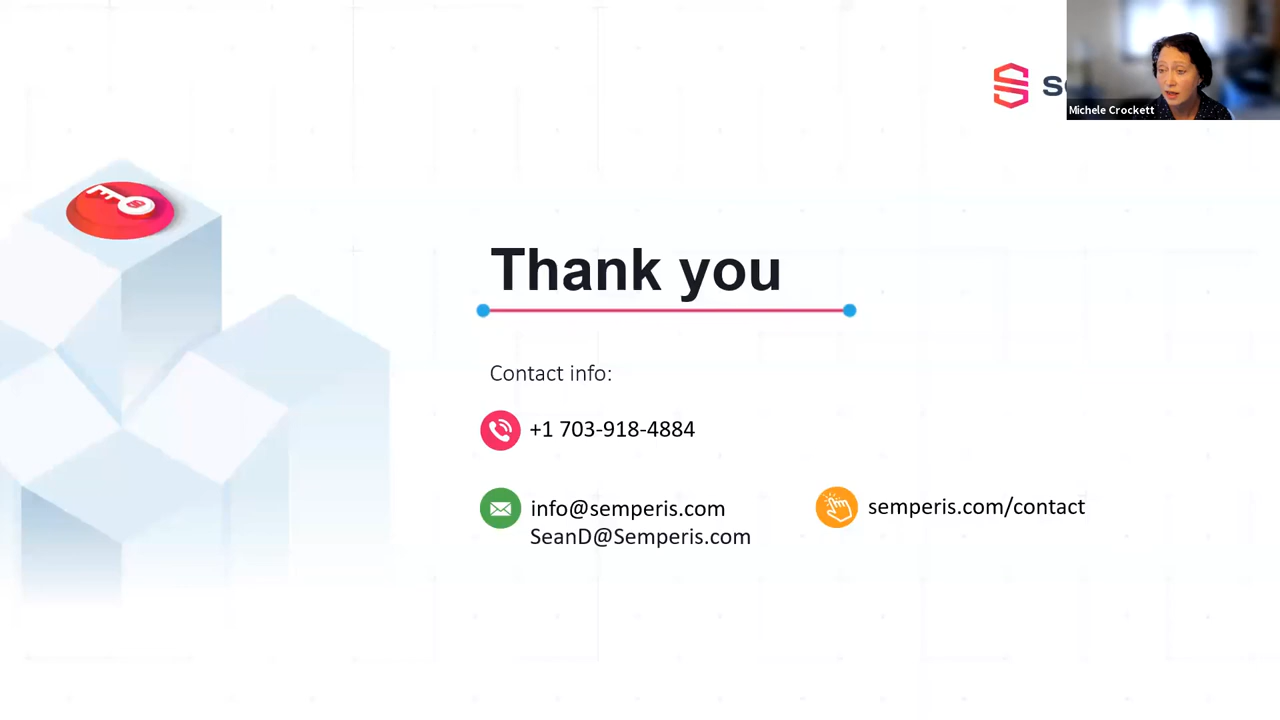 Michele Crockett
Thank you
Contact info:
+1 703-918-4884
info@semperis.com
SeanD@Semperis.com
semperis.com/contact